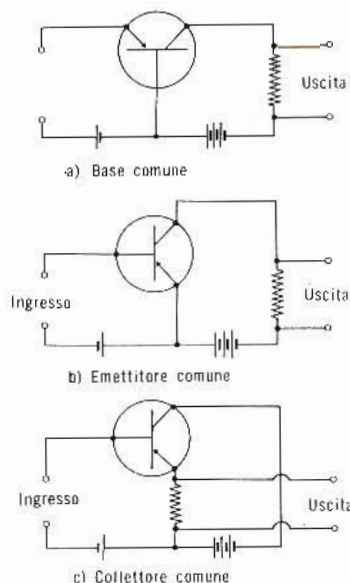 Uscita
a) Base comune
Ingresso
Uscita
b) Emettitore comune
Ingresso
Uscita
c) Collettore comune